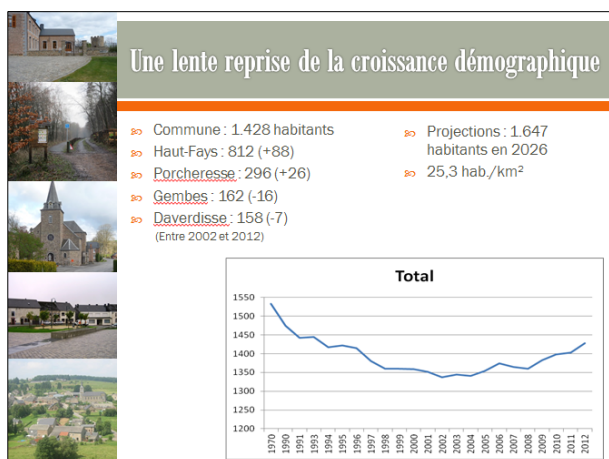 Une lente reprise de la croissance démographique
Commune : 1.428 habitants
Haut-Fays : 812 (+88)
Porcheresse : 296 (+26)
Gembes : 162 (-16)
Daverdisse : 158 (-7)
(Entre 2002 et 2012)
Projections : 1.647
habitants en 2026
25,3 hab./km²
Total
1550
1500
1450
1400
1350
1300
1250
1200
1970 1990 1991 1993 1994 1995 1996 1997 1998 1999 2000 2001 2002 2003 2004 2005 2006 2007 2008 2009 2010 2011 2012